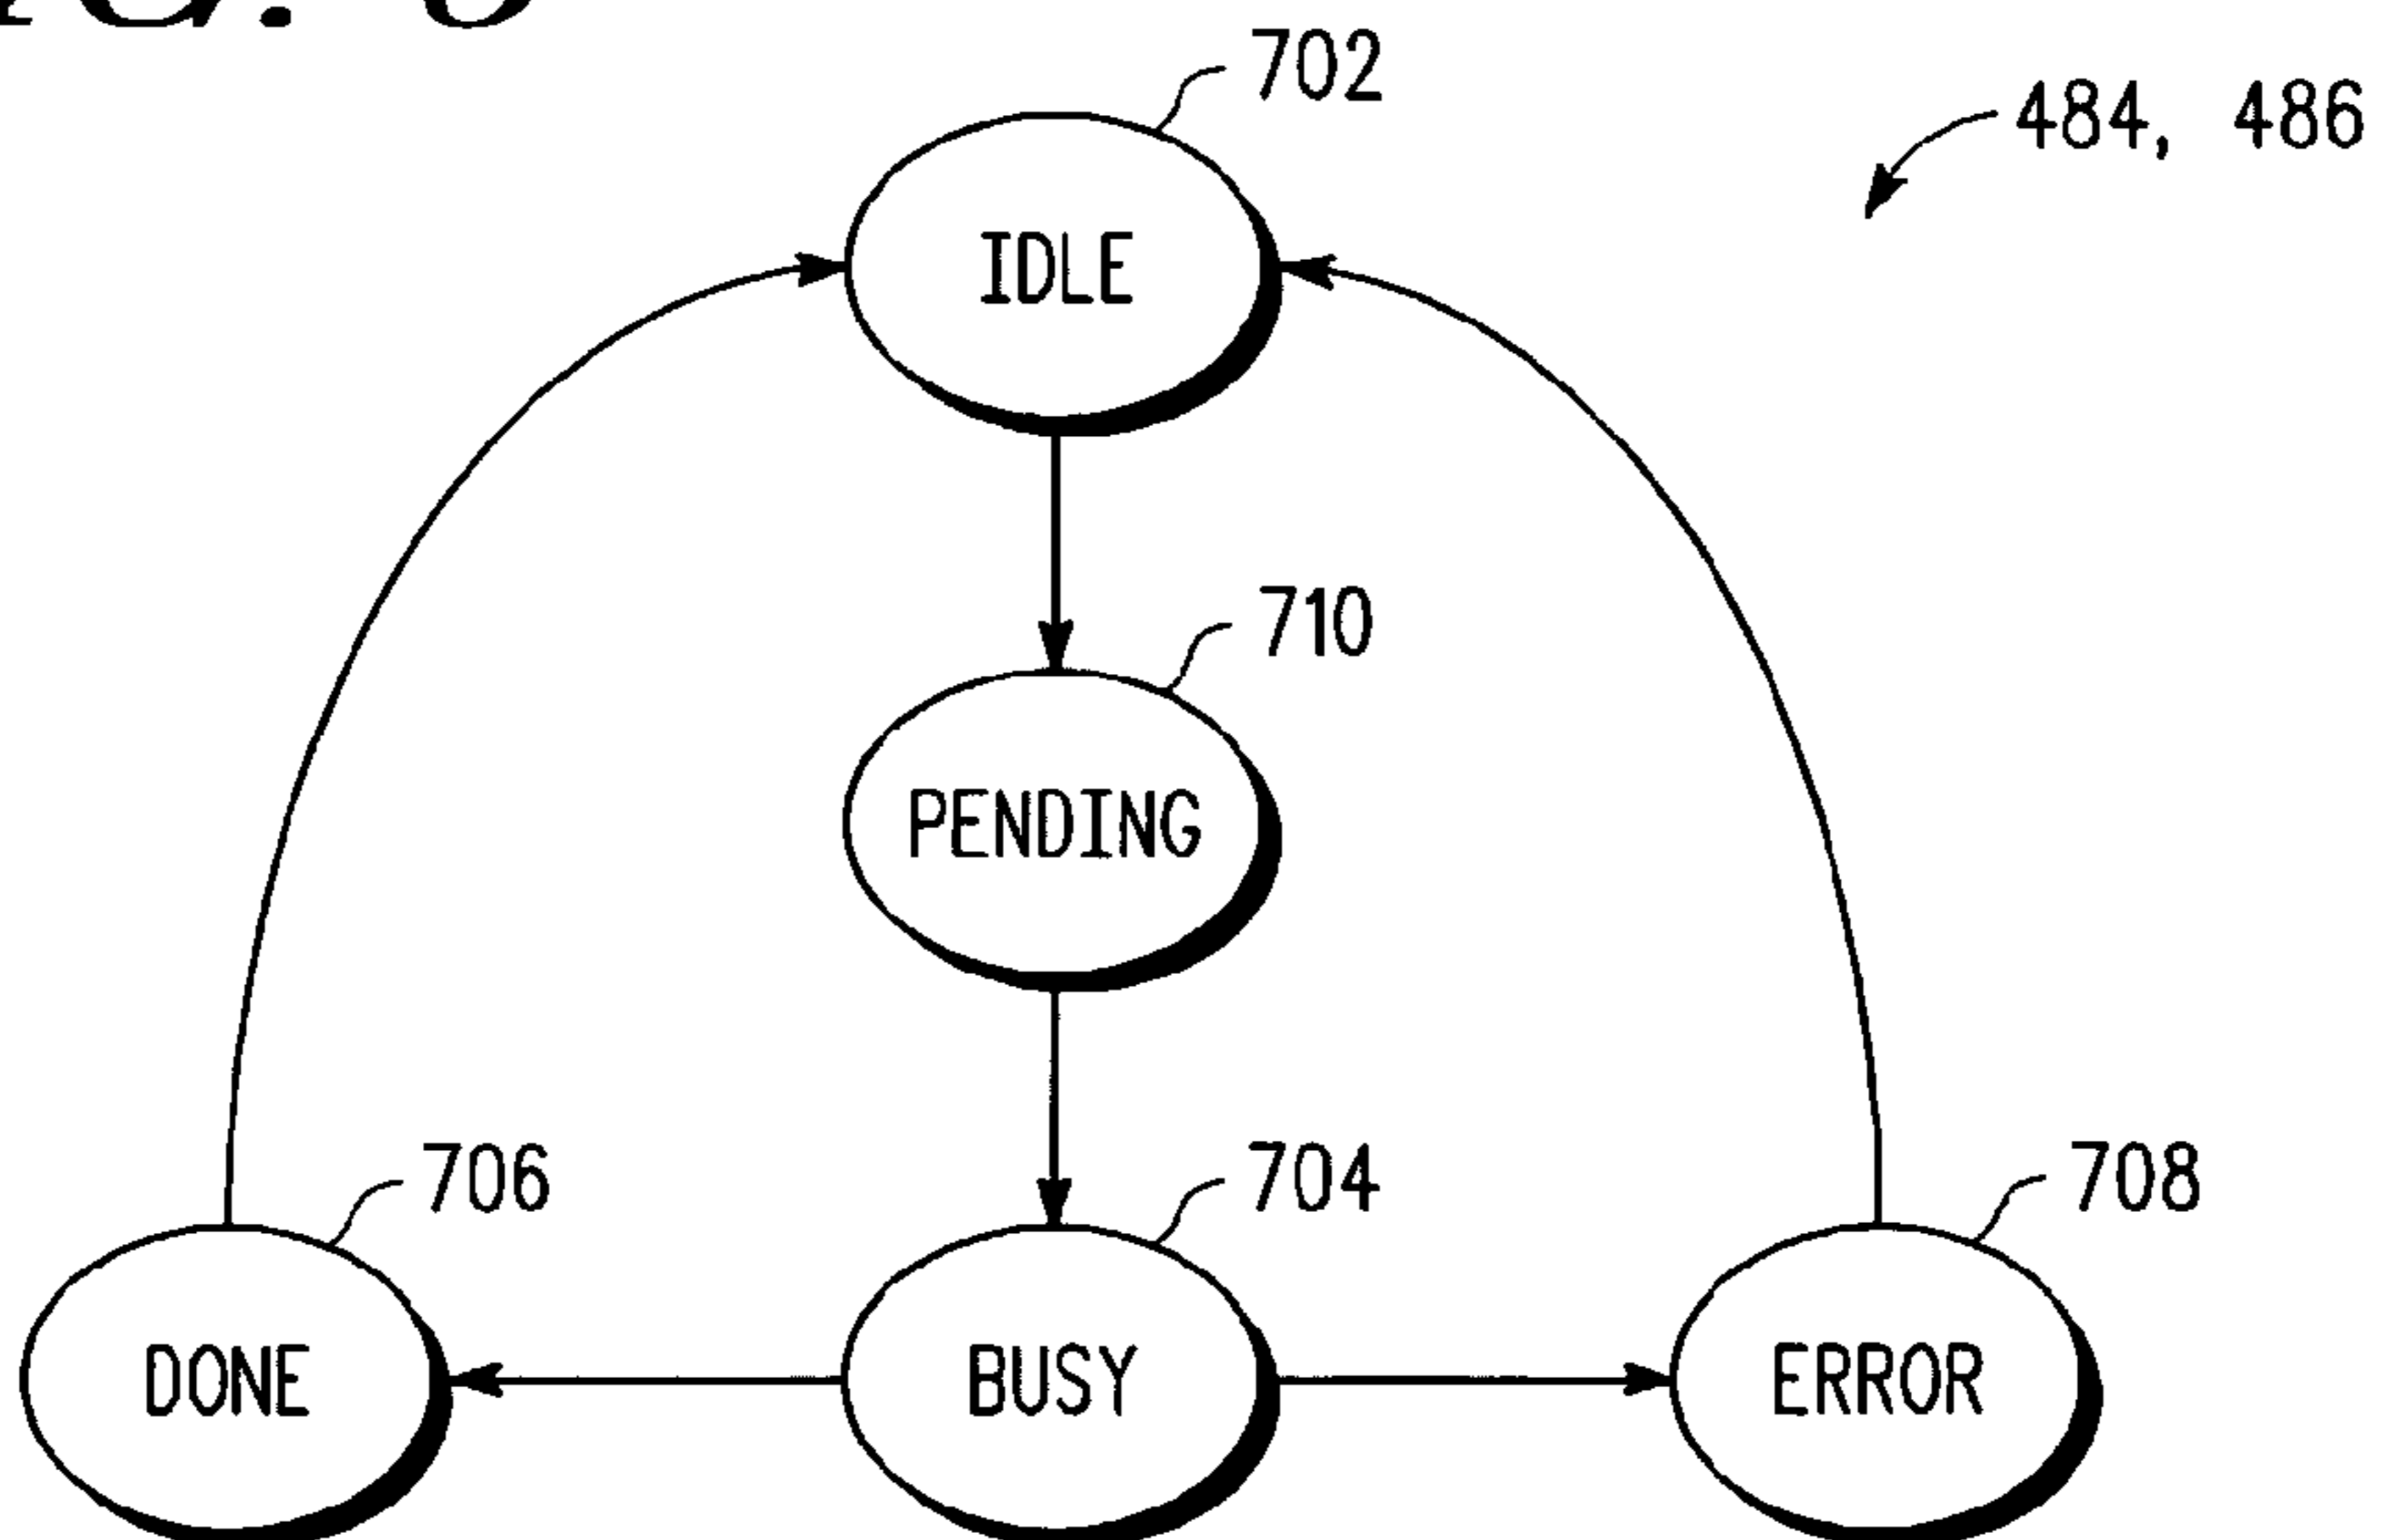 702
484, 486
IDLE
710
PENDING
706
704
708
DONE
BUSY
ERROR